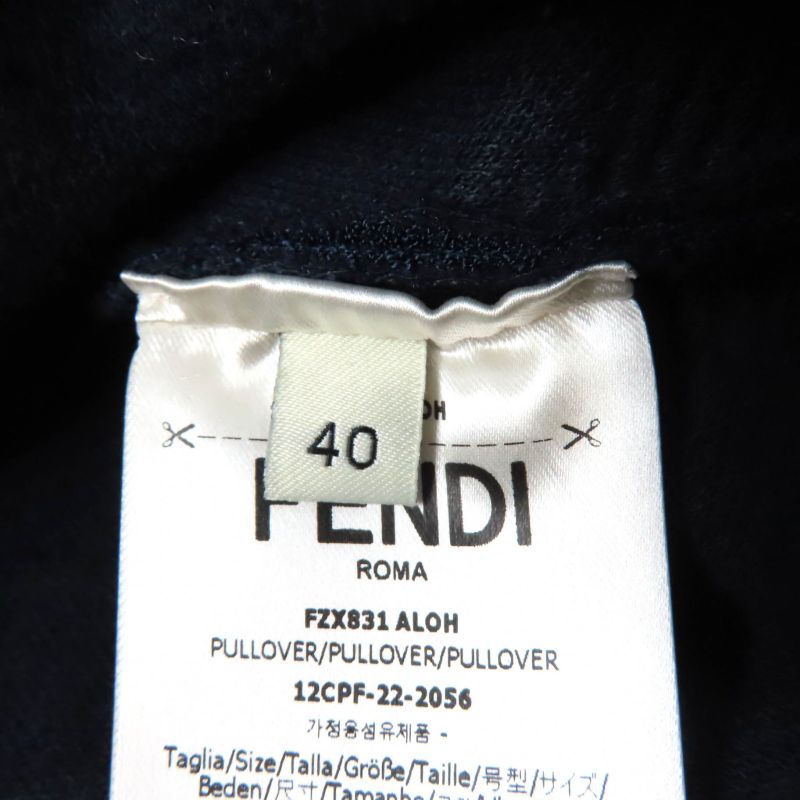 40
FENDI
ROMA
FZX831 ALOH
PULLOVER/PULLOVER/PULLOVER
12CPF-22-2056
가정용섬유제품 -
Taglia/Size/Talla/Größe/Taille/号型/サイズ/
Beden/尺寸/Tamanho/